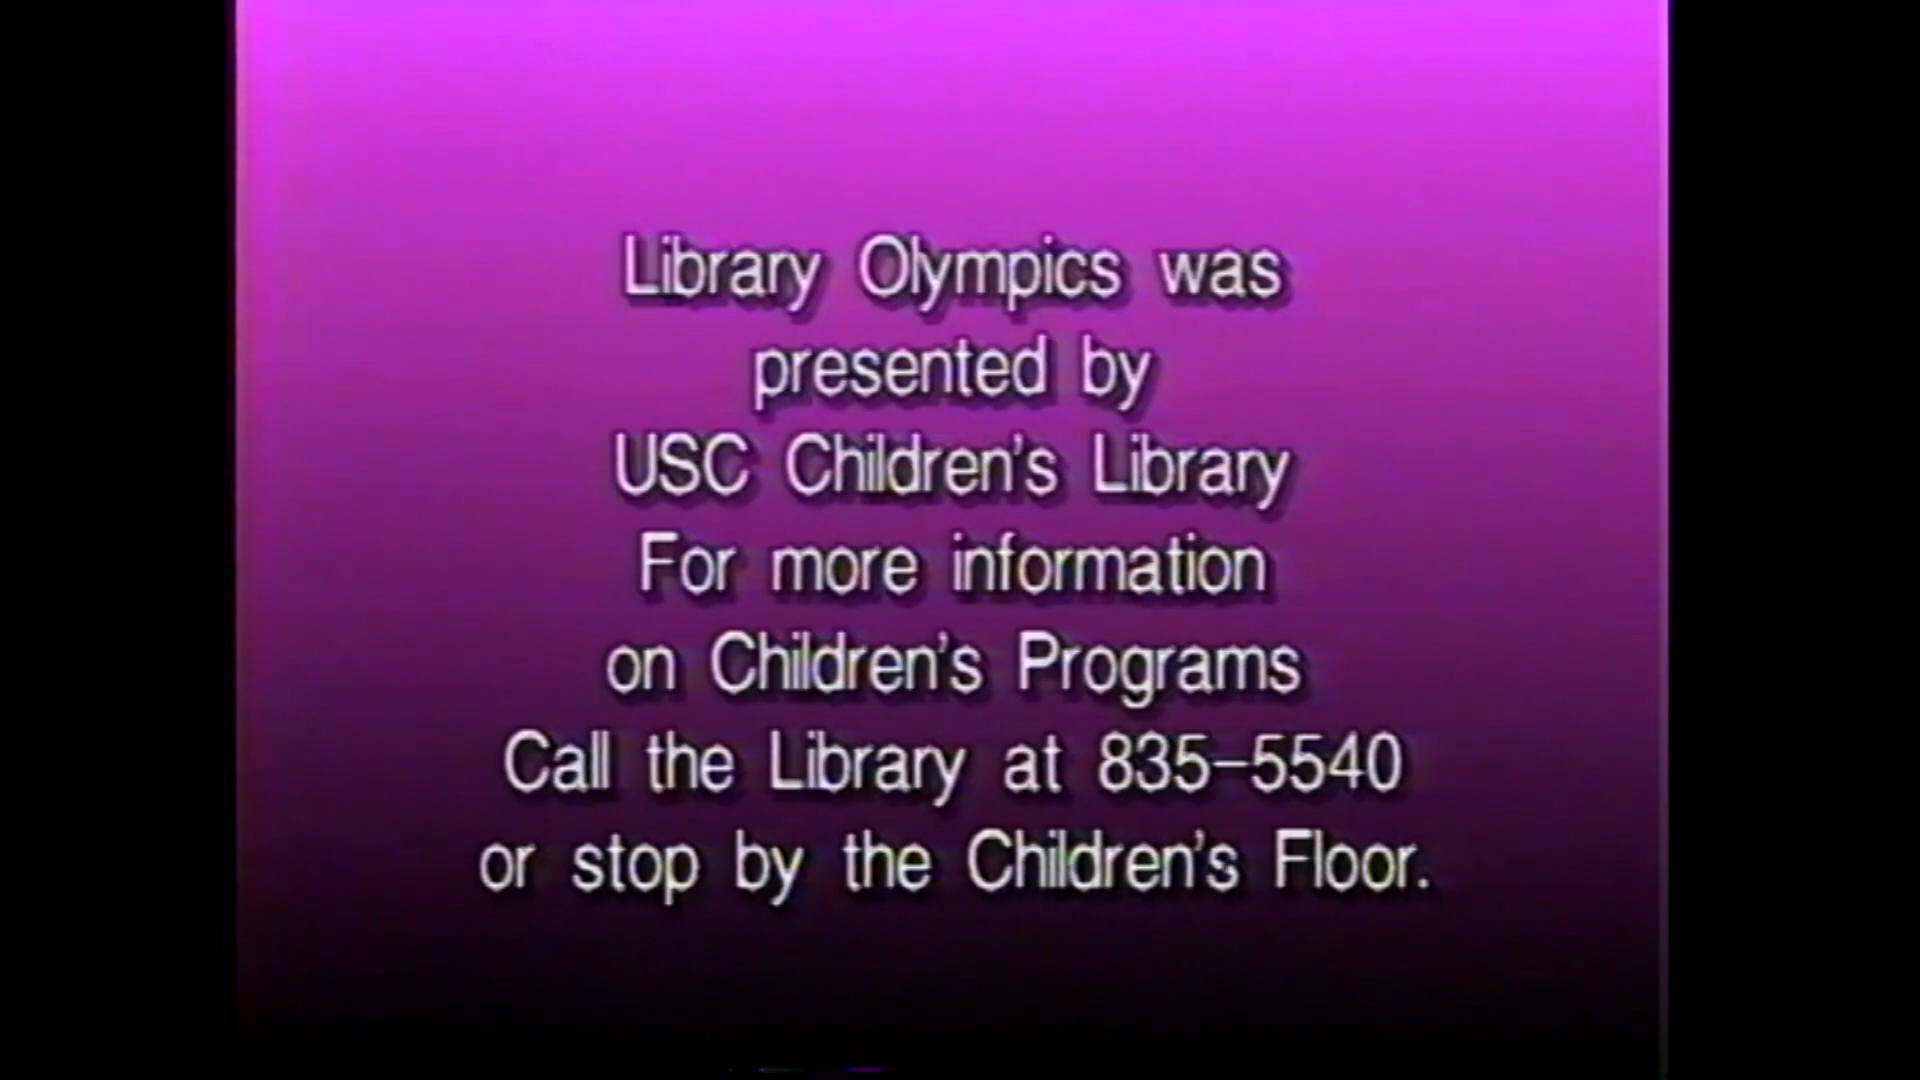 Library Olympics was
presented by
USC Children's Library
For more information
on Children's Programs
Call the Library at 835-5540
or stop by the Children's Floor.